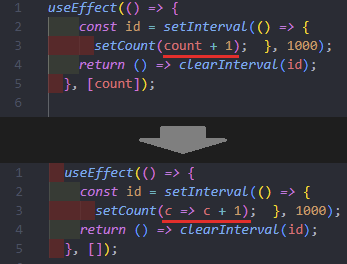 1 useEffect(() => {
2 const id = setInterval(() => {
3 setCount(count + 1); }, 1000);
4 return () => clearInterval(id);
5 }, [count]);
6
1 useEffect(() => {
2 const id = setInterval(() => {
3 setCount(c => c + 1); }, 1000);
4 return () => clearInterval(id);
5 }, []);